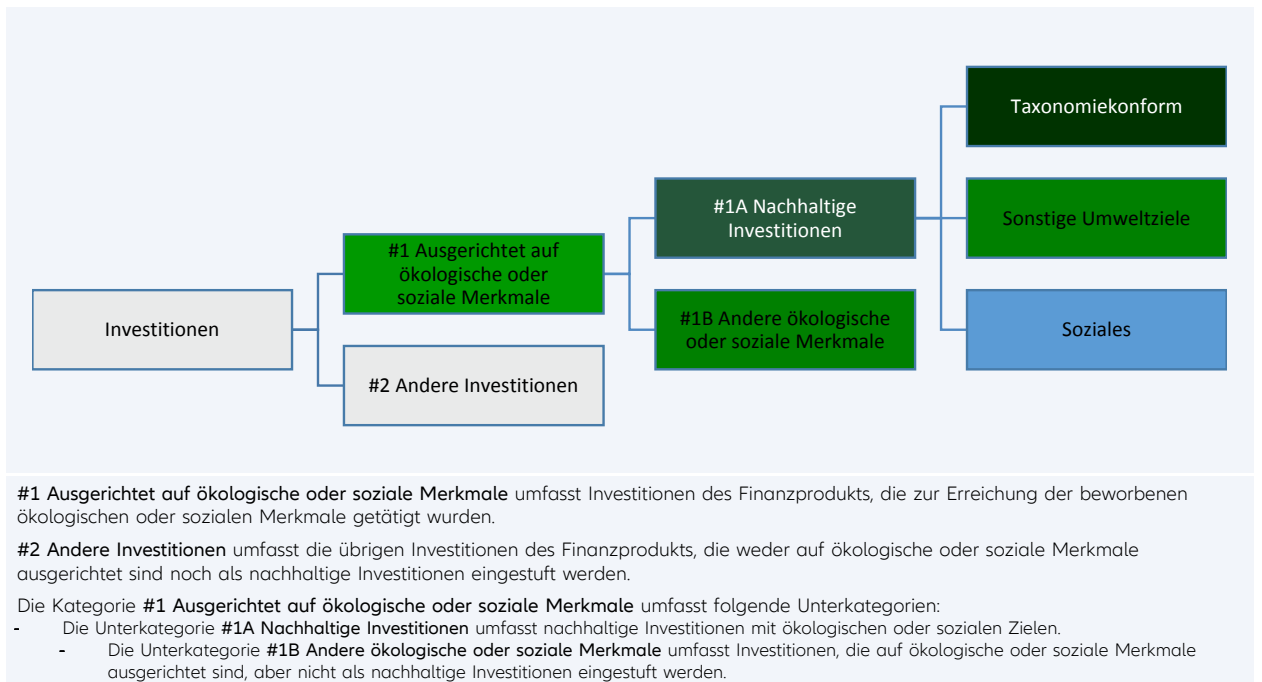 Taxonomiekonform
#1A Nachhaltige
Investitionen
Sonstige Umweltziele
#1 Ausgerichtet auf
ökologische oder
soziale Merkmale
Investitionen
#1B Andere ökologische
oder soziale Merkmale
Soziales
#2 Andere Investitionen
#1 Ausgerichtet auf ökologische oder soziale Merkmale umfasst Investitionen des Finanzprodukts, die zur Erreichung der beworbenen
ökologischen oder sozialen Merkmale getätigt wurden.
#2 Andere Investitionen umfasst die übrigen Investitionen des Finanzprodukts, die weder auf ökologische oder soziale Merkmale
ausgerichtet sind noch als nachhaltige Investitionen eingestuft werden.
Die Kategorie #1 Ausgerichtet auf ökologische oder soziale Merkmale umfasst folgende Unterkategorien:
- Die Unterkategorie #1A Nachhaltige Investitionen umfasst nachhaltige Investitionen mit ökologischen oder sozialen Zielen.
- Die Unterkategorie #1B Andere ökologische oder soziale Merkmale umfasst Investitionen, die auf ökologische oder soziale Merkmale
ausgerichtet sind, aber nicht als nachhaltige Investitionen eingestuft werden.